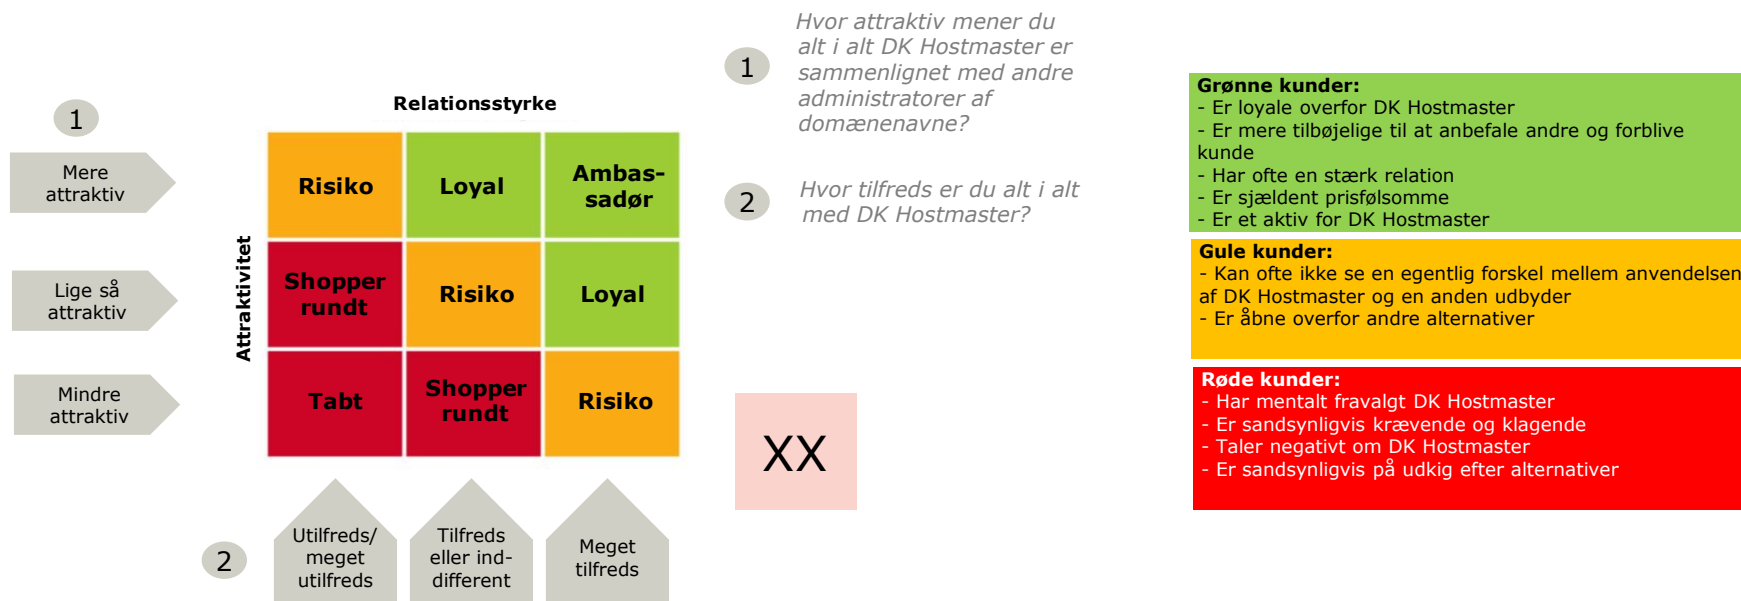 Hvor attraktiv mener du
alt i alt DK Hostmaster er
sammenlignet med andre
administratorer af
domænenavne?
1
Hvor tilfreds er du alt i alt
med DK Hostmaster?
2
Relationsstyrke
Attraktivitet
1
Mere
attraktiv
Lige så
attraktiv
Mindre
attraktiv
Risiko
Loyal
Ambas-
sadør
Shopper
rundt
Risiko
Loyal
Tabt
Shopper
rundt
Risiko
2
Utilfreds/
meget
utilfreds
Tilfreds
eller ind-
different
Meget
tilfreds
XX
Grønne kunder:
- Er loyale overfor DK Hostmaster
- Er mere tilbøjelige til at anbefale andre og forblive
kunde
- Har ofte en stærk relation
- Er sjældent prisfølsomme
- Er et aktiv for DK Hostmaster
Gule kunder:
- Kan ofte ikke se en egentlig forskel mellem anvendelsen
af DK Hostmaster og en anden udbyder
- Er åbne overfor andre alternativer
Røde kunder:
- Har mentalt fravalgt DK Hostmaster
- Er sandsynligvis krævende og klagende
- Taler negativt om DK Hostmaster
- Er sandsynligvis på udkig efter alternativer